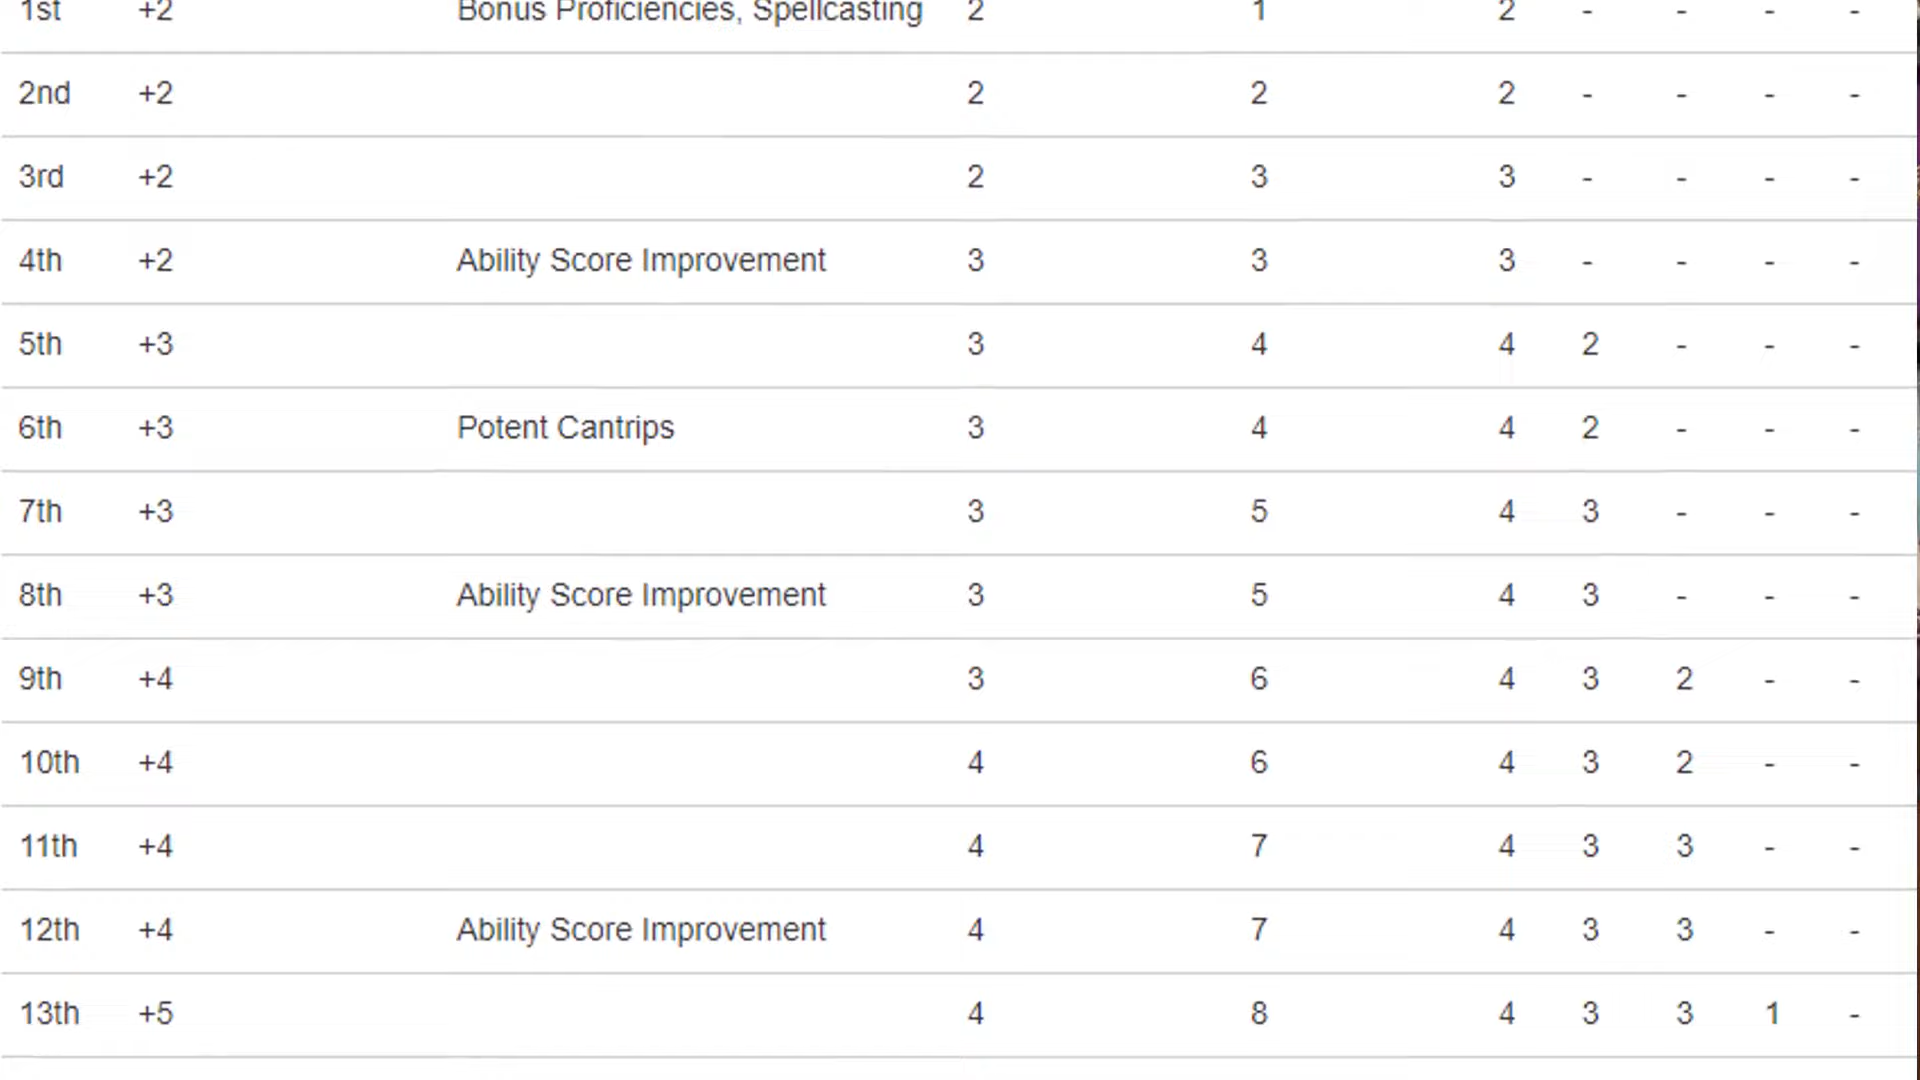 1st +2 Bonus Proficiencies, Spellcasting 2 1 2 - - - -
2nd +2 2 2 2 - - - -
3rd +2 2 3 3 - - - -
4th +2 Ability Score Improvement 3 3 3 - - - -
5th +3 3 4 4 2 - - -
6th +3 Potent Cantrips 3 4 4 2 - - -
7th +3 3 5 4 3 - - -
8th +3 Ability Score Improvement 3 5 4 3 - - -
9th +4 3 6 4 3 2 - -
10th +4 4 6 4 3 2 - -
11th +4 4 7 4 3 3 - -
12th +4 Ability Score Improvement 4 7 4 3 3 - -
13th +5 4 8 4 3 3 1 -